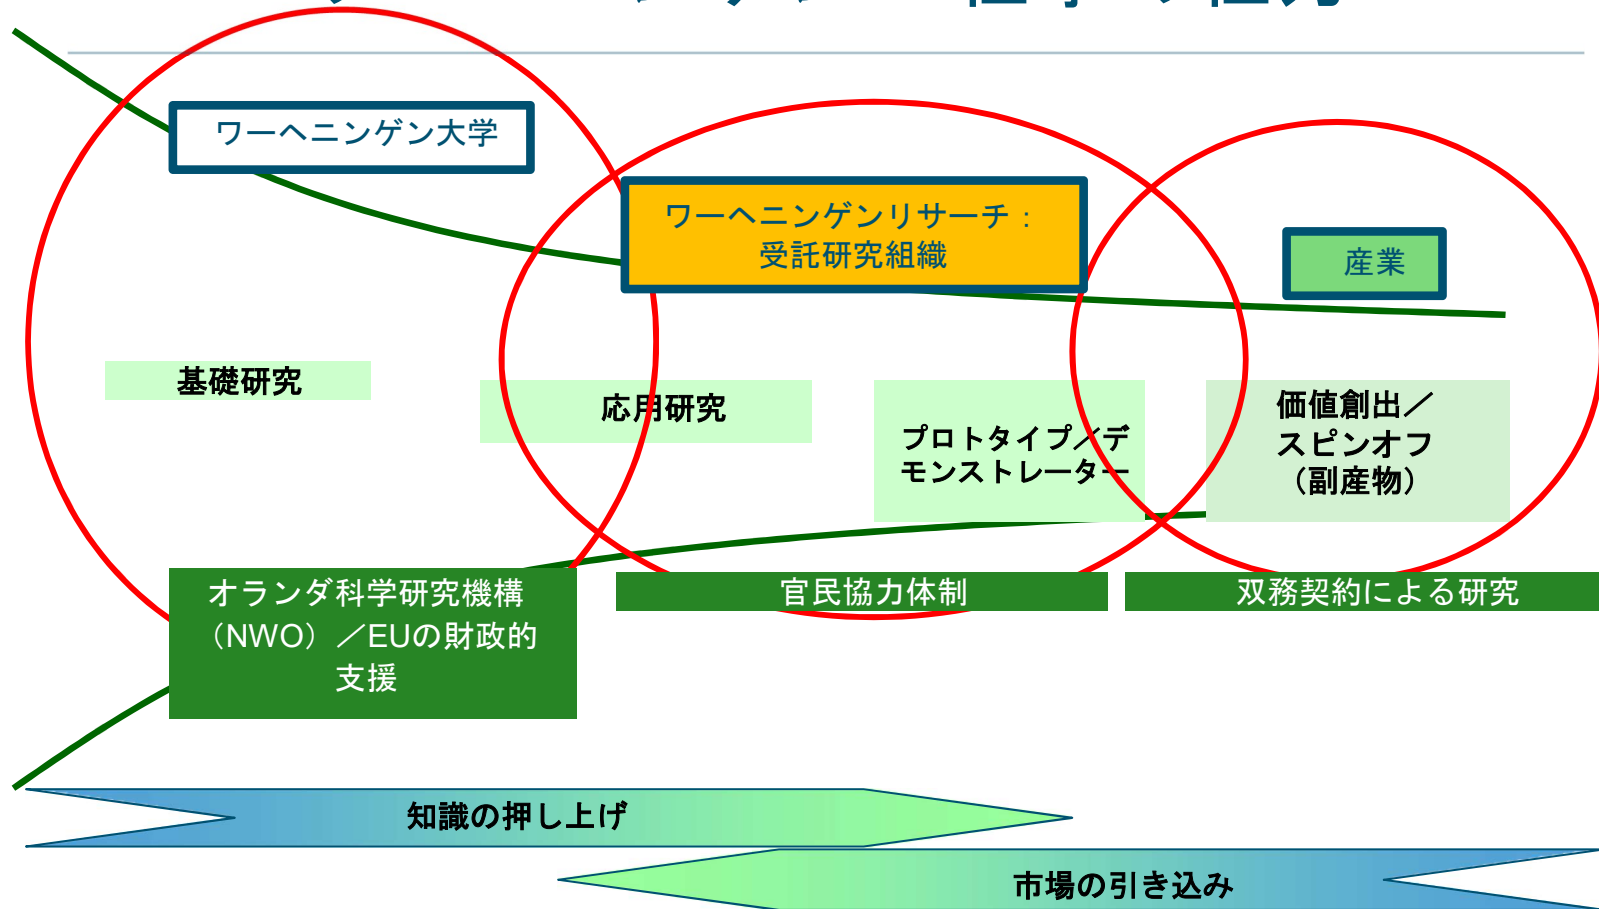 ワーヘニンゲン大学
ワーヘニンゲンリサーチ：
受託研究組織
産業
基礎研究
応用研究
プロトタイプ／デ
モンストレーター
価値創出／
スピンオフ
（副産物）
オランダ科学研究機構
（NWO）／EUの財政的
支援
官民協力体制
双務契約による研究
知識の押し上げ
市場の引き込み